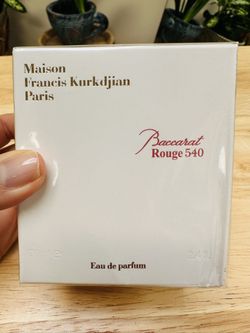 Maison
Francis Kurkdjian
Paris
Baccarat
Rouge 540
Eau de parfum